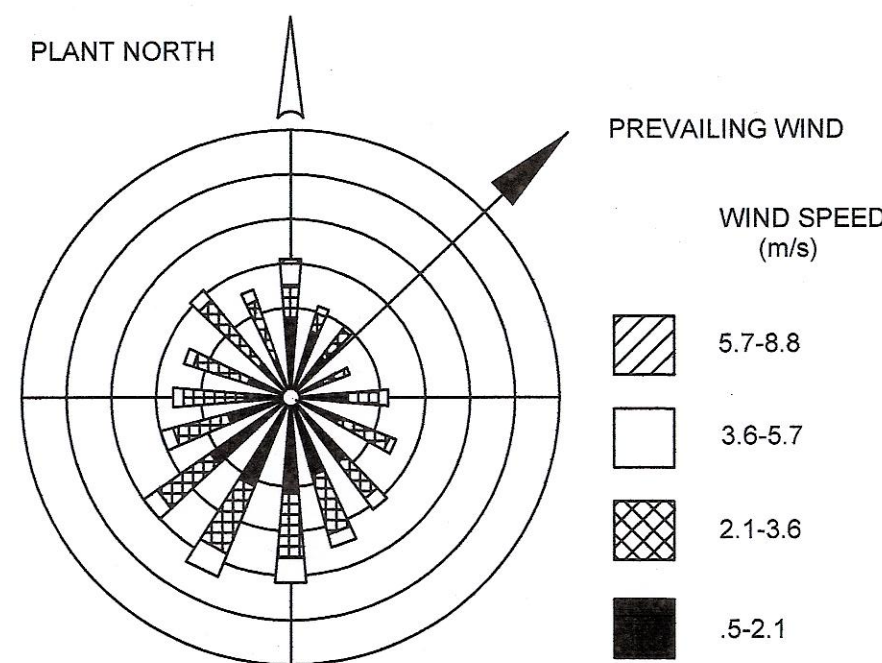 PLANT NORTH
PREVAILING WIND
WIND SPEED
(m/s)
5.7-8.8
3.6-5.7
2.1-3.6
.5-2.1